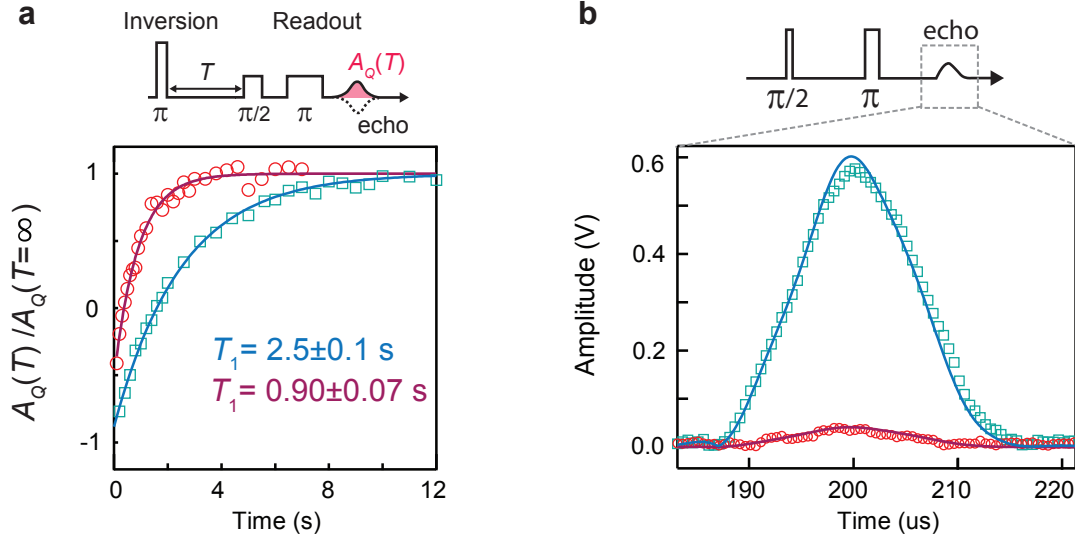 a
Inversion Readout
T
A_Q(T)
π π/2 π echo
A_Q(T) /A_Q(T=∞)
1
0
-1
T_1= 2.5±0.1 s
T_1= 0.90±0.07 s
0 4 8 12
Time (s)
b
echo
π/2 π
Amplitude (V)
0.6
0.4
0.2
0.0
190 200 210 220
Time (us)